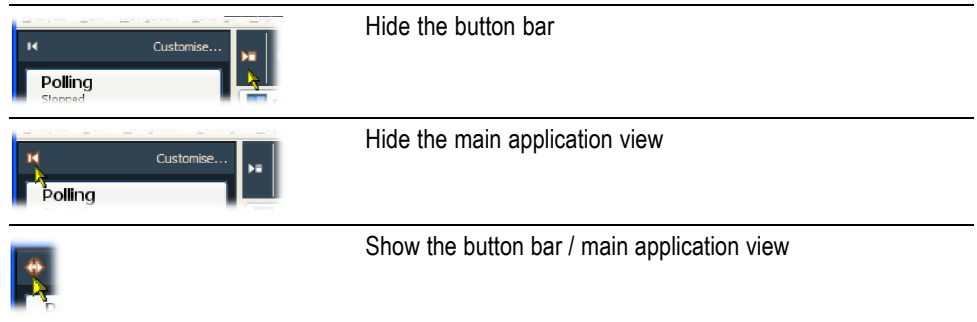 Hide the button bar
Customise...
Polling
Stopped
Hide the main application view
Customise...
Polling
Show the button bar / main application view